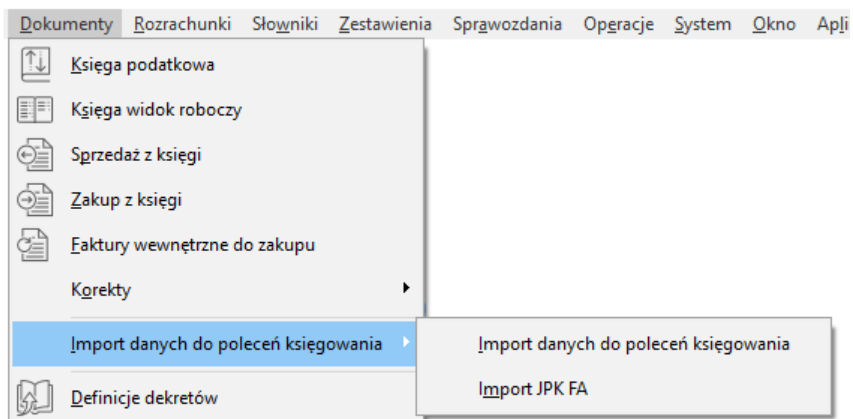 Dokumenty Rozrachunki Słowniki Zestawienia Sprawozdania Operacje System Okno Apli
Księga podatkowa
Księga widok roboczy
Sprzedaż z księgi
Zakup z księgi
Faktury wewnętrzne do zakupu
Korekty
Import danych do poleceń księgowania
Import danych do poleceń księgowania
Import JPK FA
Definicje dekretów